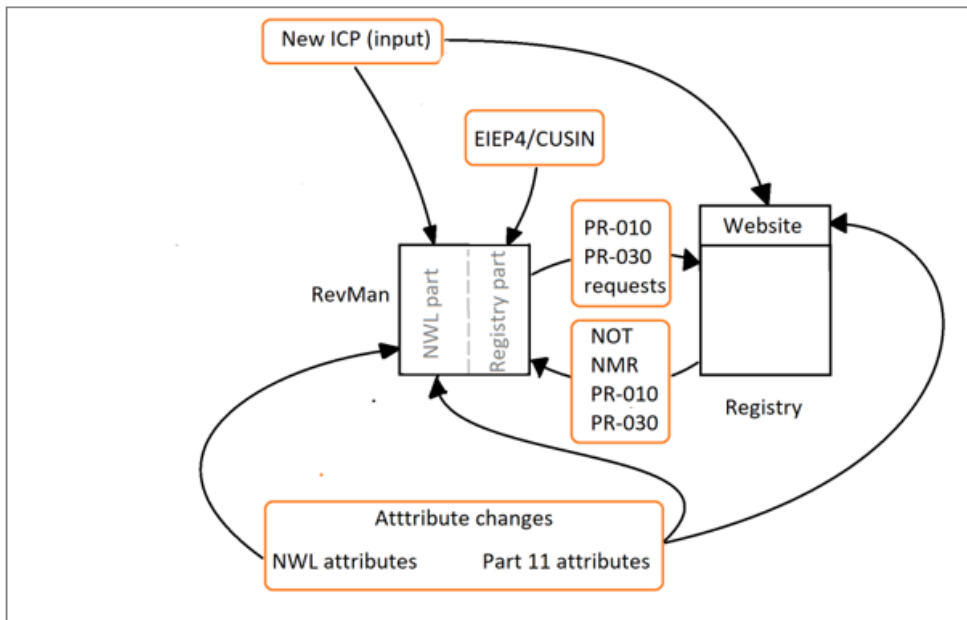 New ICP (input)
EIEP4/CUSIN
PR-010
PR-030
requests
Website
RevMan
NWL part
Registry part
NOT
NMR
PR-010
PR-030
Registry
Atttribute changes
NWL attributes
Part 11 attributes